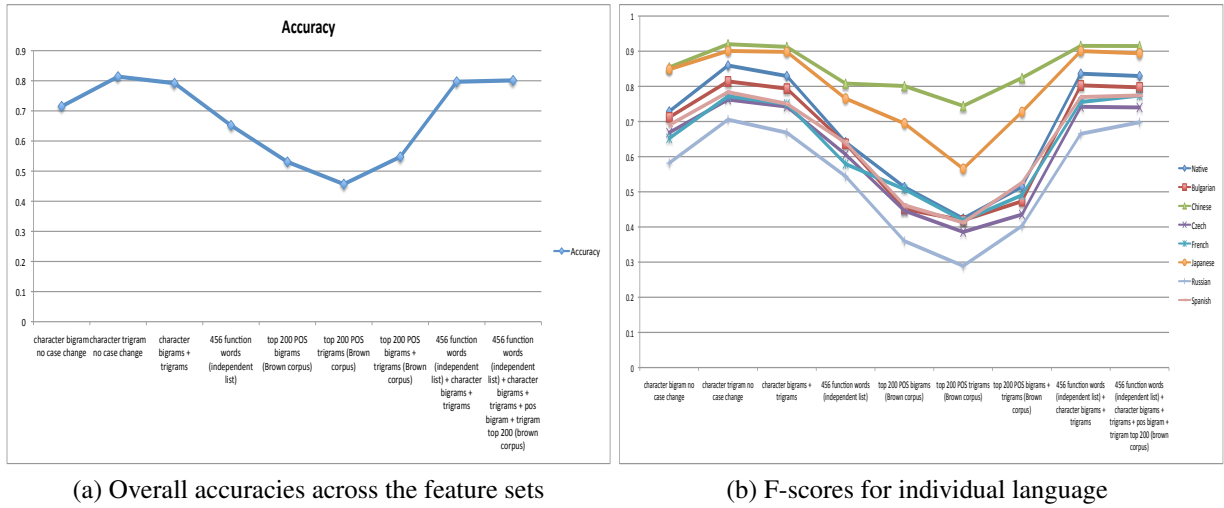 Accuracy
0.9
0.8
0.7
0.6
0.5
0.4
0.3
0.2
0.1
0
Accuracy
character bigram no case change
character trigram no case change
character bigrams + trigrams
456 function words (independent list)
top 200 POS bigrams (Brown corpus)
top 200 POS trigrams (Brown corpus)
top 200 POS bigrams + trigrams (Brown corpus)
456 function words (independent list) + character bigrams + trigrams
456 function words (independent list) + character bigrams + trigrams + pos bigram + trigram top 200 (brown corpus)
(a) Overall accuracies across the feature sets
1
0.9
0.8
0.7
0.6
0.5
0.4
0.3
0.2
0.1
0
Native
Bulgarian
Chinese
Czech
French
Japanese
Russian
Spanish
character bigram no case change
character trigram no case change
character bigrams + trigrams
456 function words (independent list)
top 200 POS bigrams (Brown corpus)
top 200 POS trigrams (Brown corpus)
top 200 POS bigrams + trigrams (Brown corpus)
456 function words (independent list) + character bigrams + trigrams
456 function words (independent list) + character bigrams + trigrams + pos bigram + trigram top 200 (brown corpus)
(b) F-scores for individual language